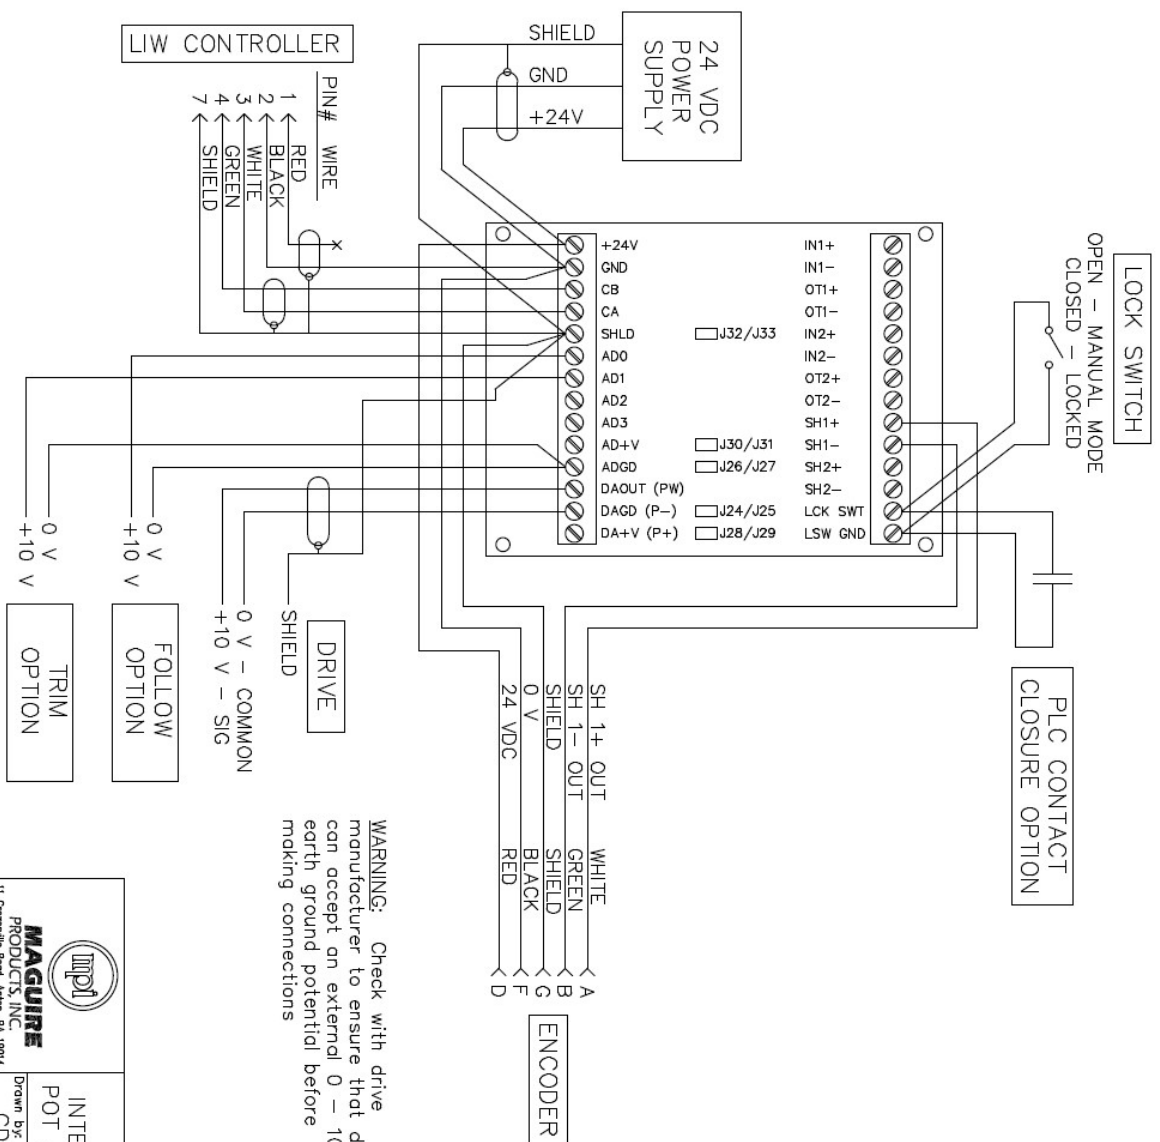 LIW CONTROLLER
PIN# WIRE
1 RED
2 BLACK
3 WHITE
4 GREEN
7 SHIELD
24 VDC
POWER
SUPPLY
SHIELD
GND
+24V
LOCK SWITCH
OPEN - MANUAL MODE
CLOSED - LOCKED
+24V
GND
CB
CA
SHLD
AD0
AD1
AD2
AD3
AD+V
ADGD
DAOUT (PW)
DAGD (P-)
DA+V (P+)
J32/J33
J30/J31
J26/J27
J24/J25
J28/J29
IN1+
IN1-
OT1+
OT1-
IN2+
IN2-
OT2+
OT2-
SH1+
SH1-
SH2+
SH2-
LCK SWT
LSW GND
PLC CONTACT
CLOSURE OPTION
0 V
+10 V
TRIM
OPTION
0 V
+10 V
FOLLOW
OPTION
SHIELD
0 V - COMMON
+10 V - SIG
DRIVE
SH 1+ OUT WHITE A
SH 1- OUT GREEN B
SHIELD SHIELD G
0 V BLACK F
24 VDC RED D
ENCODER
WARNING: Check with drive
manufacturer to ensure that d
can accept an external 0 - 10
earth ground potential before
making connections
mpi
MAGUIRE
PRODUCTS, INC.
Road, Aston, PA 19014
INTE
POT
Drawn by: